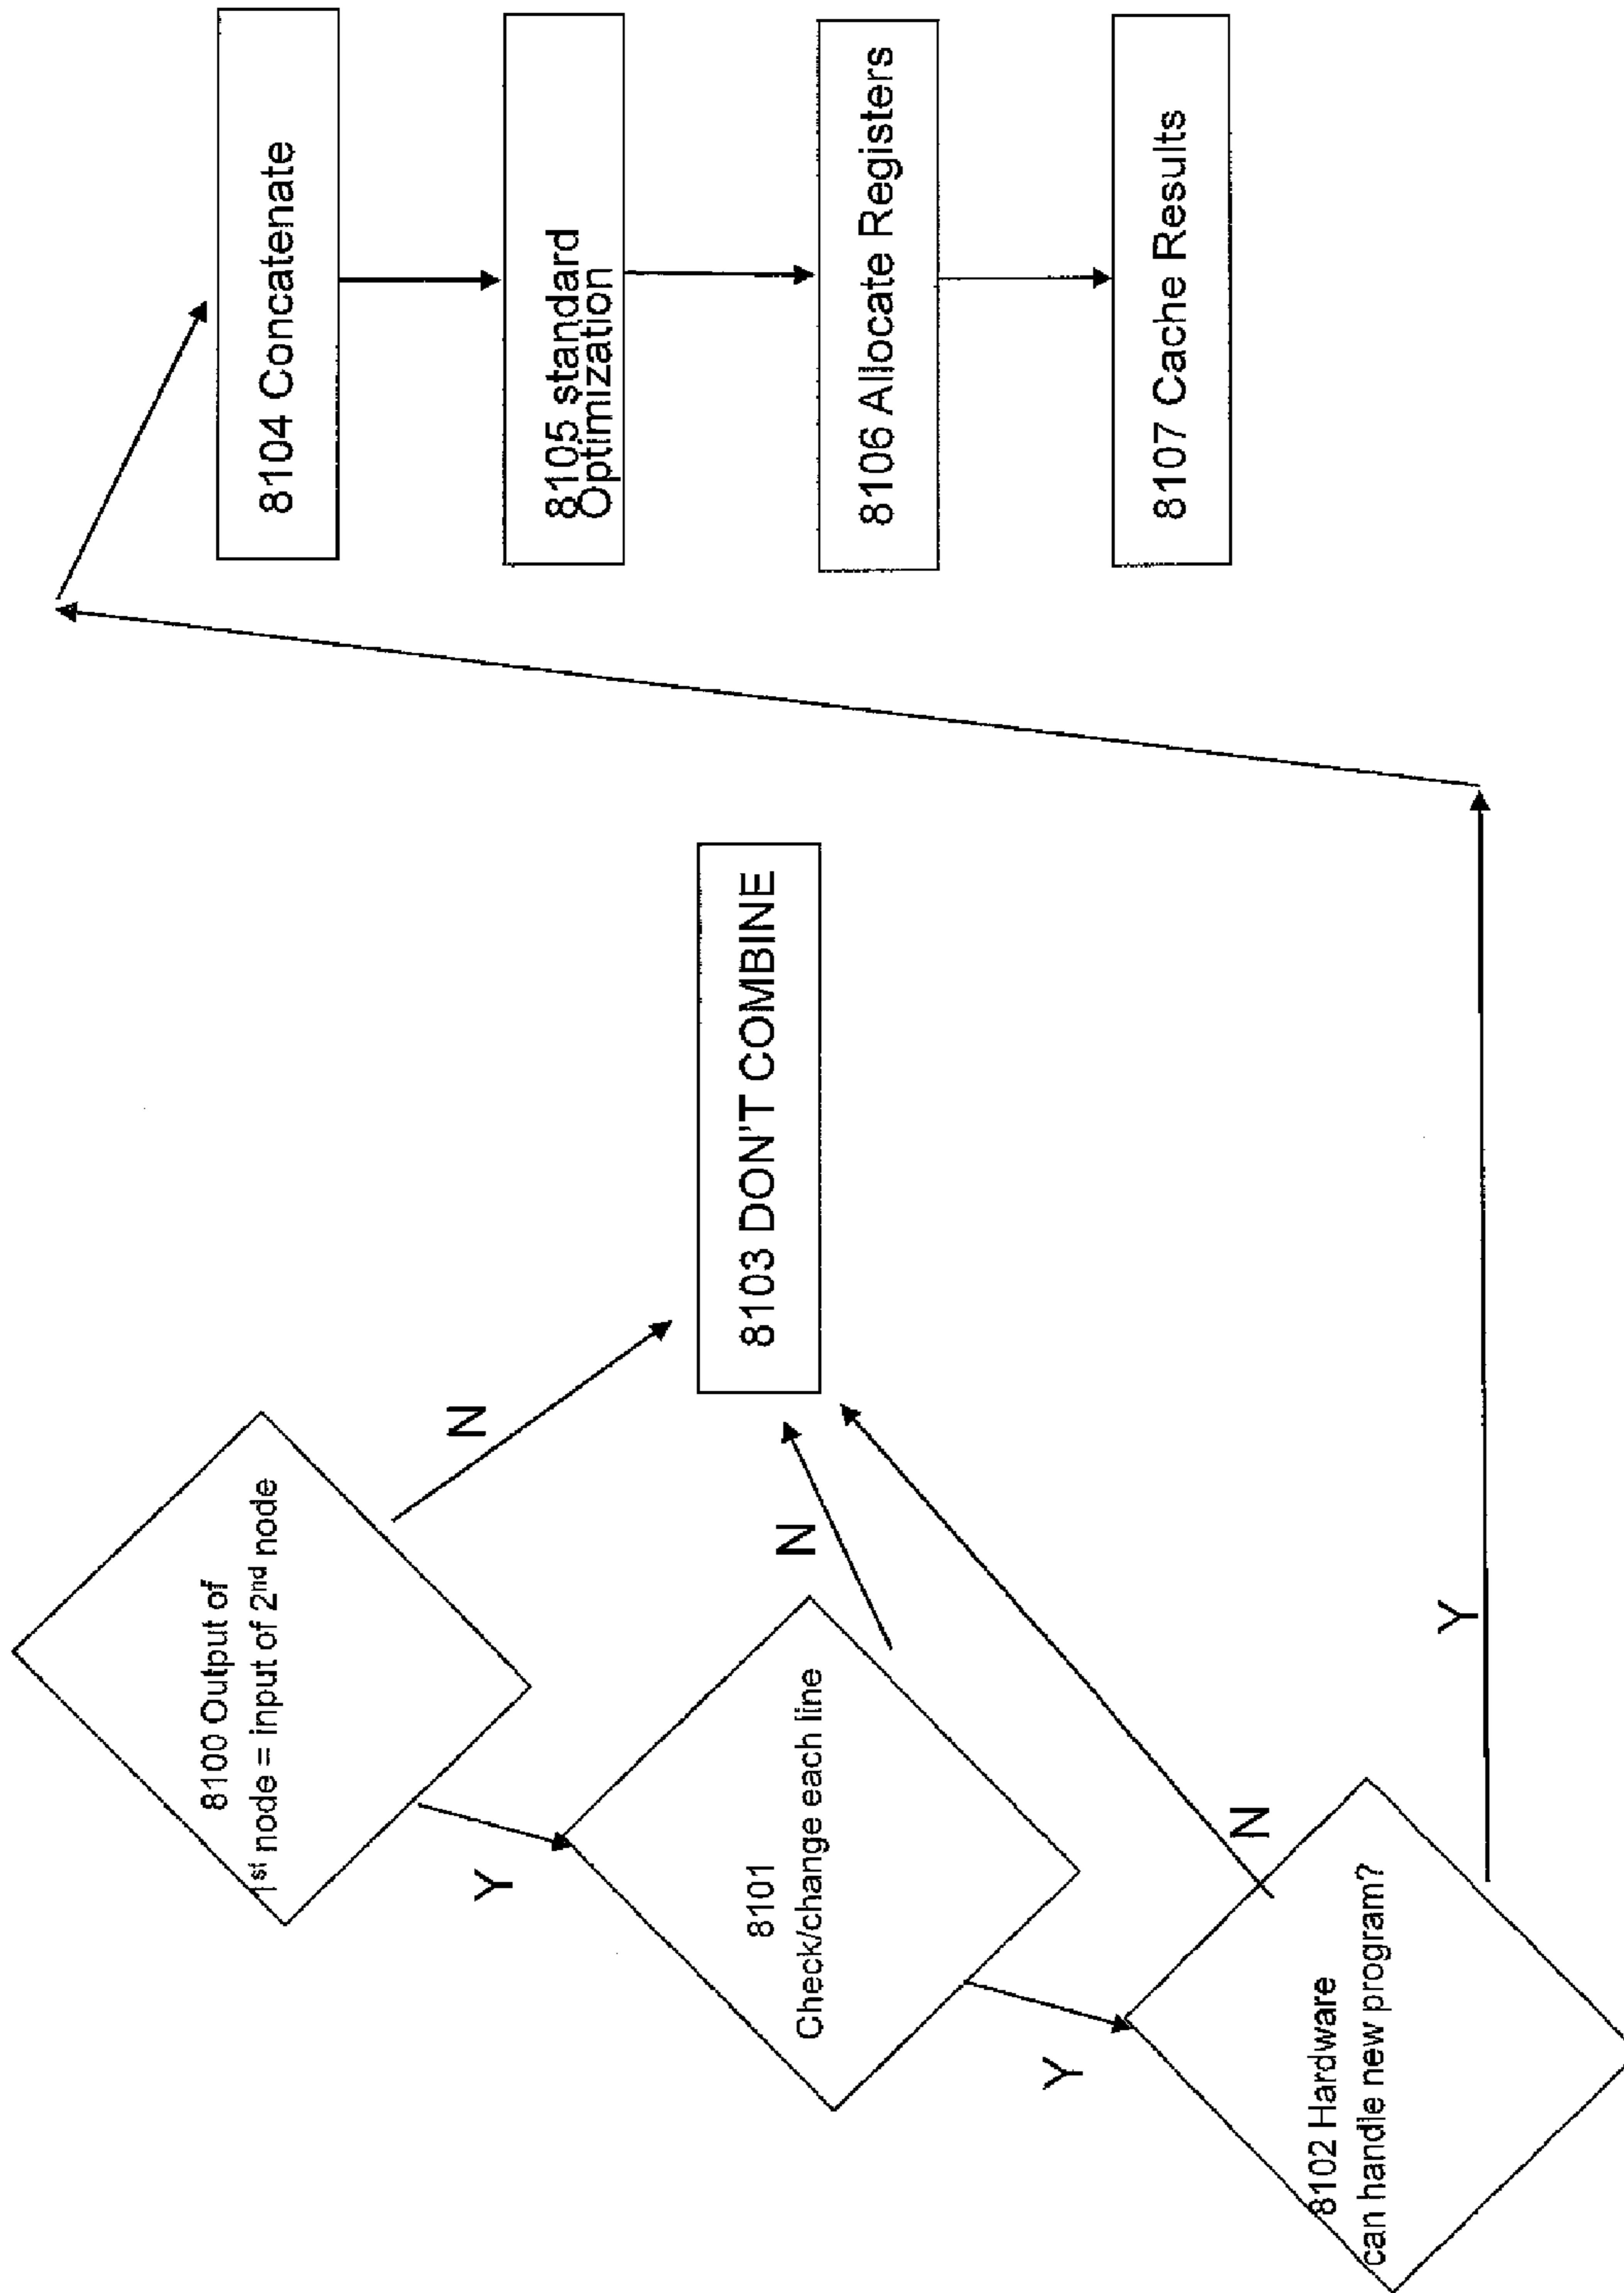 8100 Output of
1st node = input of 2nd node
N
Y
8101
Check/change each line
N
Y
8102 Hardware
can handle new program?
N
Y
8103 DON'T COMBINE
8104 Concatenate
8105 standard
Optimization
8106 Allocate Registers
8107 Cache Results